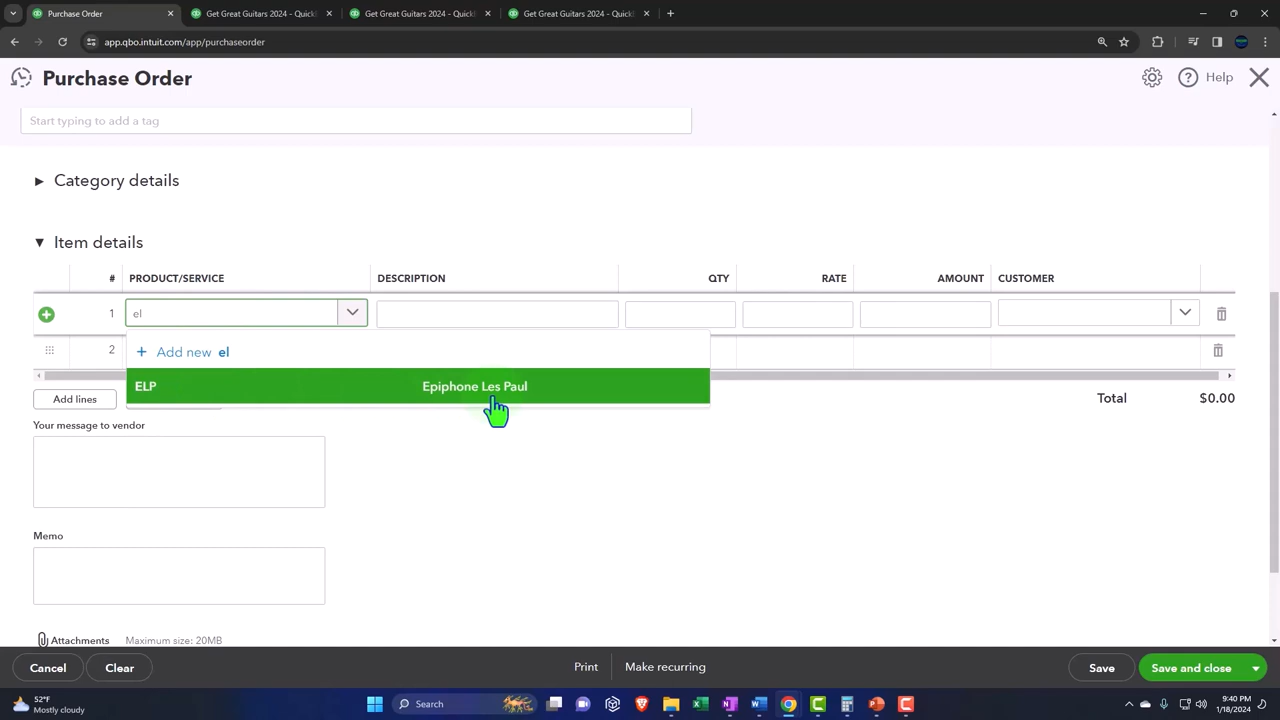 Purchase Order
Get Great Guitars 2024 - QuickB
Get Great Guitars 2024 - QuickB
Get Great Guitars 2024 - QuickB
app.qbo.intuit.com/app/purchaseorder
Purchase Order
Help
Start typing to add a tag
Category details
Item details
# PRODUCT/SERVICE DESCRIPTION QTY RATE AMOUNT CUSTOMER
1 el
+ Add new el
2
ELP Epiphone Les Paul
Add lines
Total $0.00
Your message to vendor
Memo
Attachments Maximum size: 20MB
Cancel Clear Print Make recurring Save Save and close
52°F
Mostly cloudy
Search
9:40 PM
1/18/2024